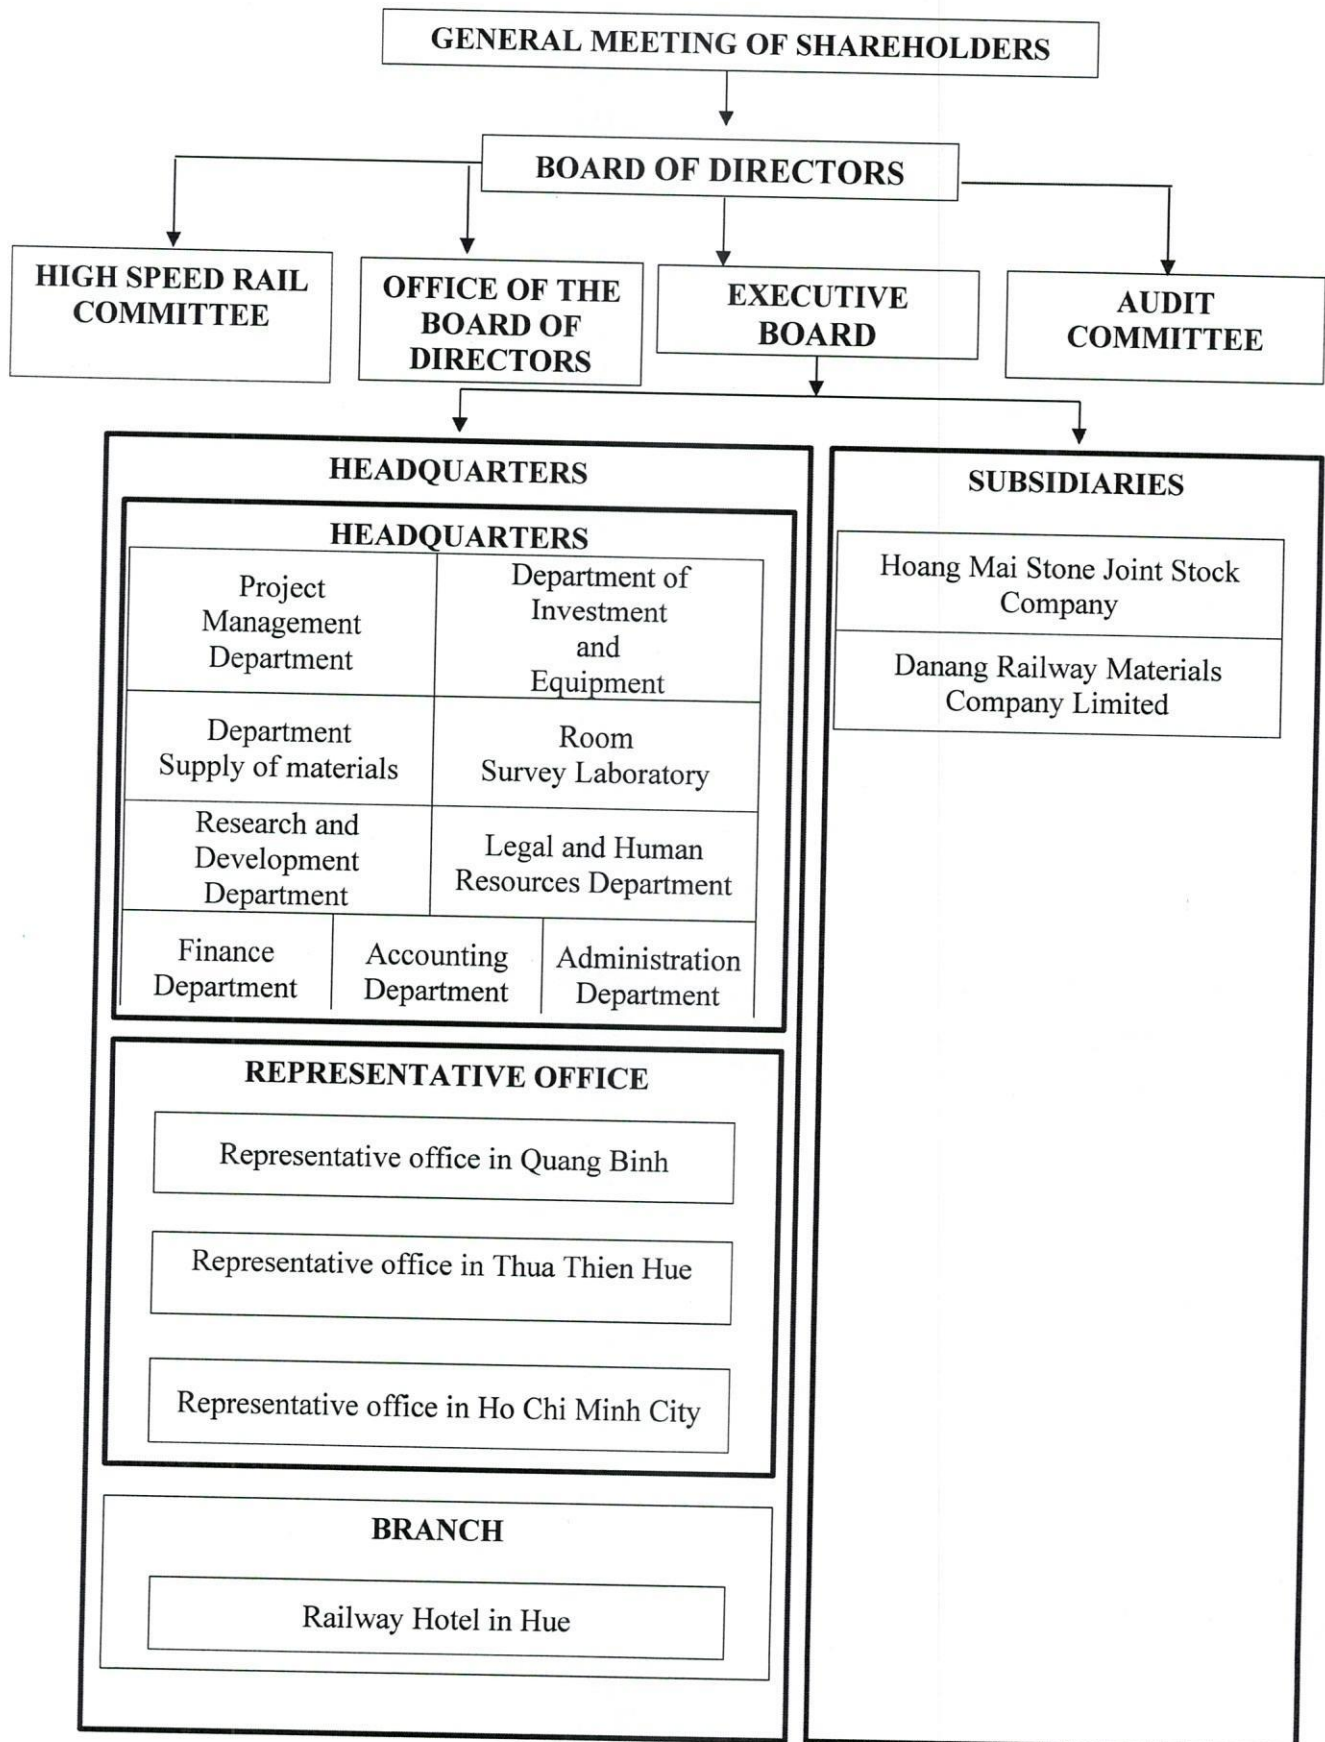 GENERAL MEETING OF SHAREHOLDERS
BOARD OF DIRECTORS
HIGH SPEED RAIL
COMMITTEE
OFFICE OF THE
BOARD OF
DIRECTORS
EXECUTIVE
BOARD
AUDIT
COMMITTEE
HEADQUARTERS
HEADQUARTERS
Project
Management
Department
Department of
Investment
and
Equipment
Department
Supply of materials
Room
Survey Laboratory
Research and
Development
Department
Legal and Human
Resources Department
Finance
Department
Accounting
Department
Administration
Department
REPRESENTATIVE OFFICE
Representative office in Quang Binh
Representative office in Thua Thien Hue
Representative office in Ho Chi Minh City
BRANCH
Railway Hotel in Hue
SUBSIDIARIES
Hoang Mai Stone Joint Stock
Company
Danang Railway Materials
Company Limited